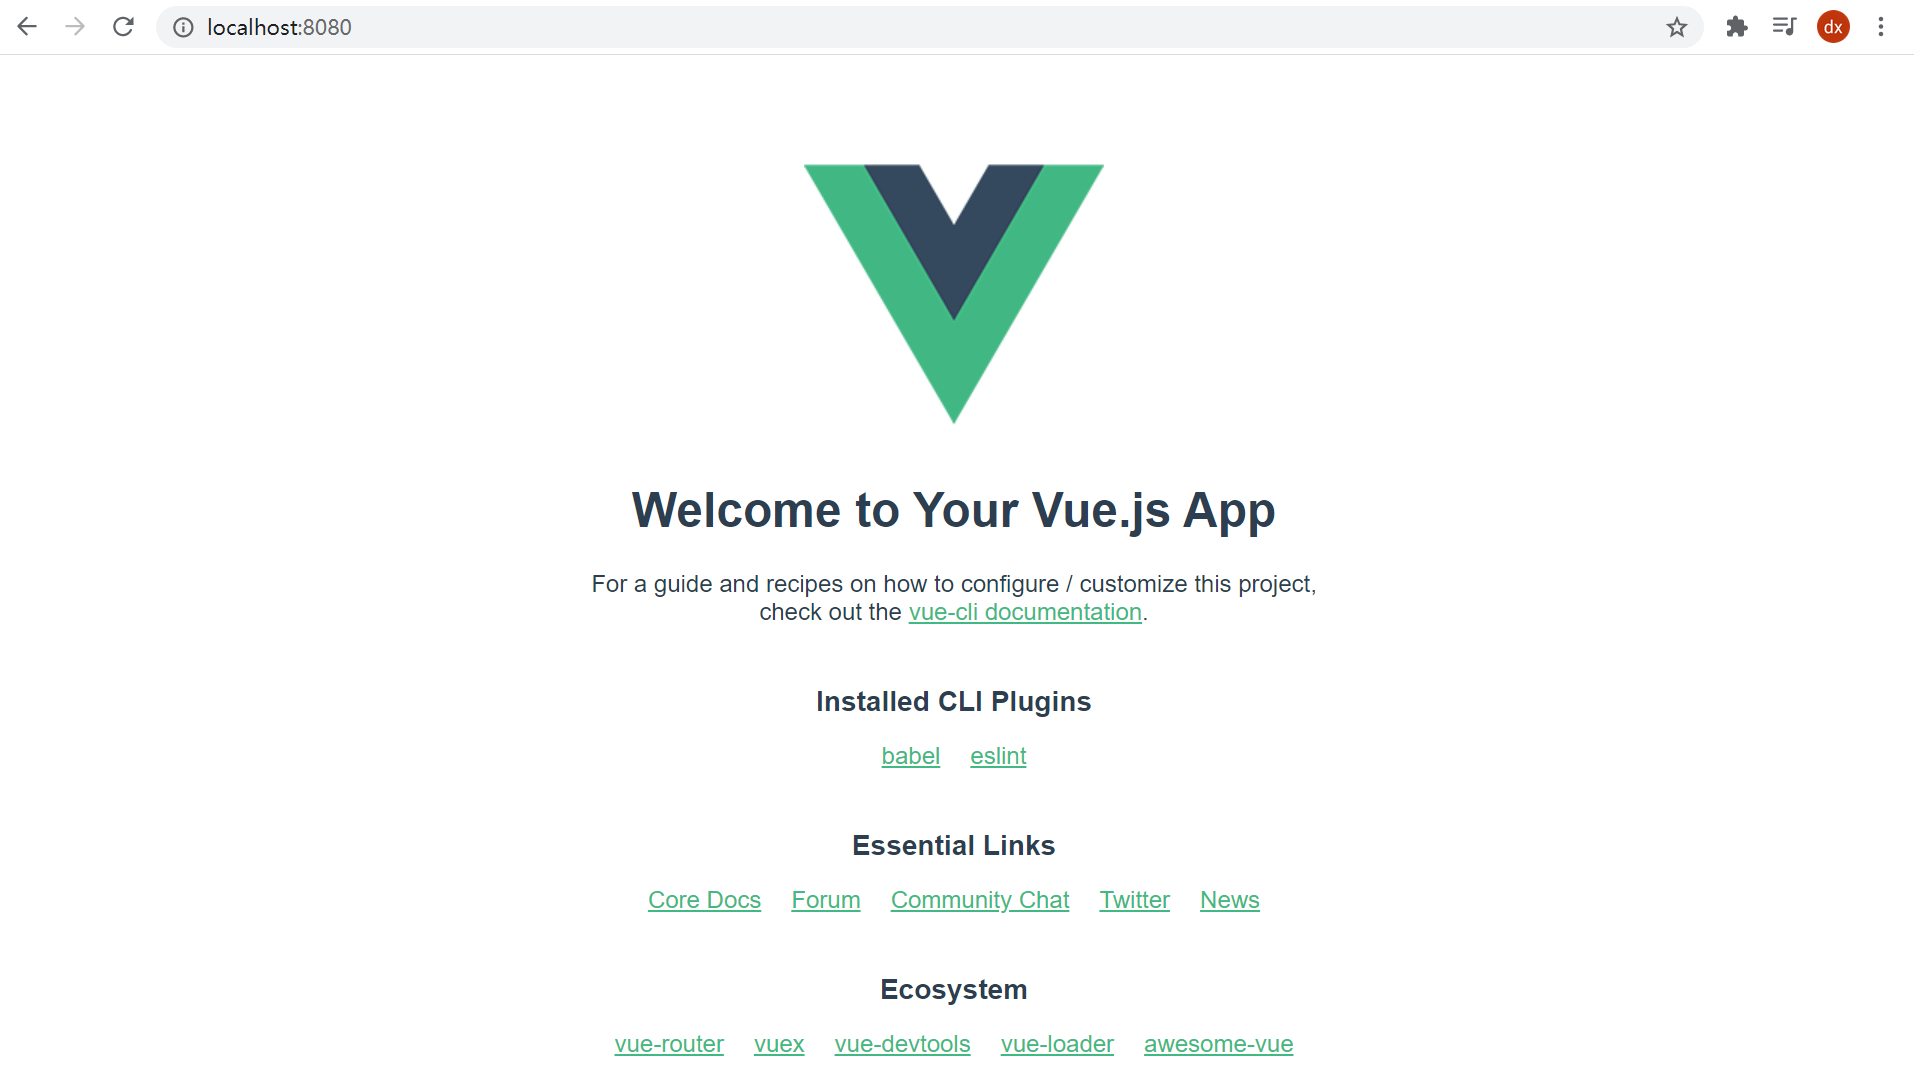 localhost:8080
dx
Welcome to Your Vue.js App
For a guide and recipes on how to configure / customize this project,
check out the vue-cli documentation.
Installed CLI Plugins
babel eslint
Essential Links
Core Docs Forum Community Chat Twitter News
Ecosystem
vue-router vuex vue-devtools vue-loader awesome-vue